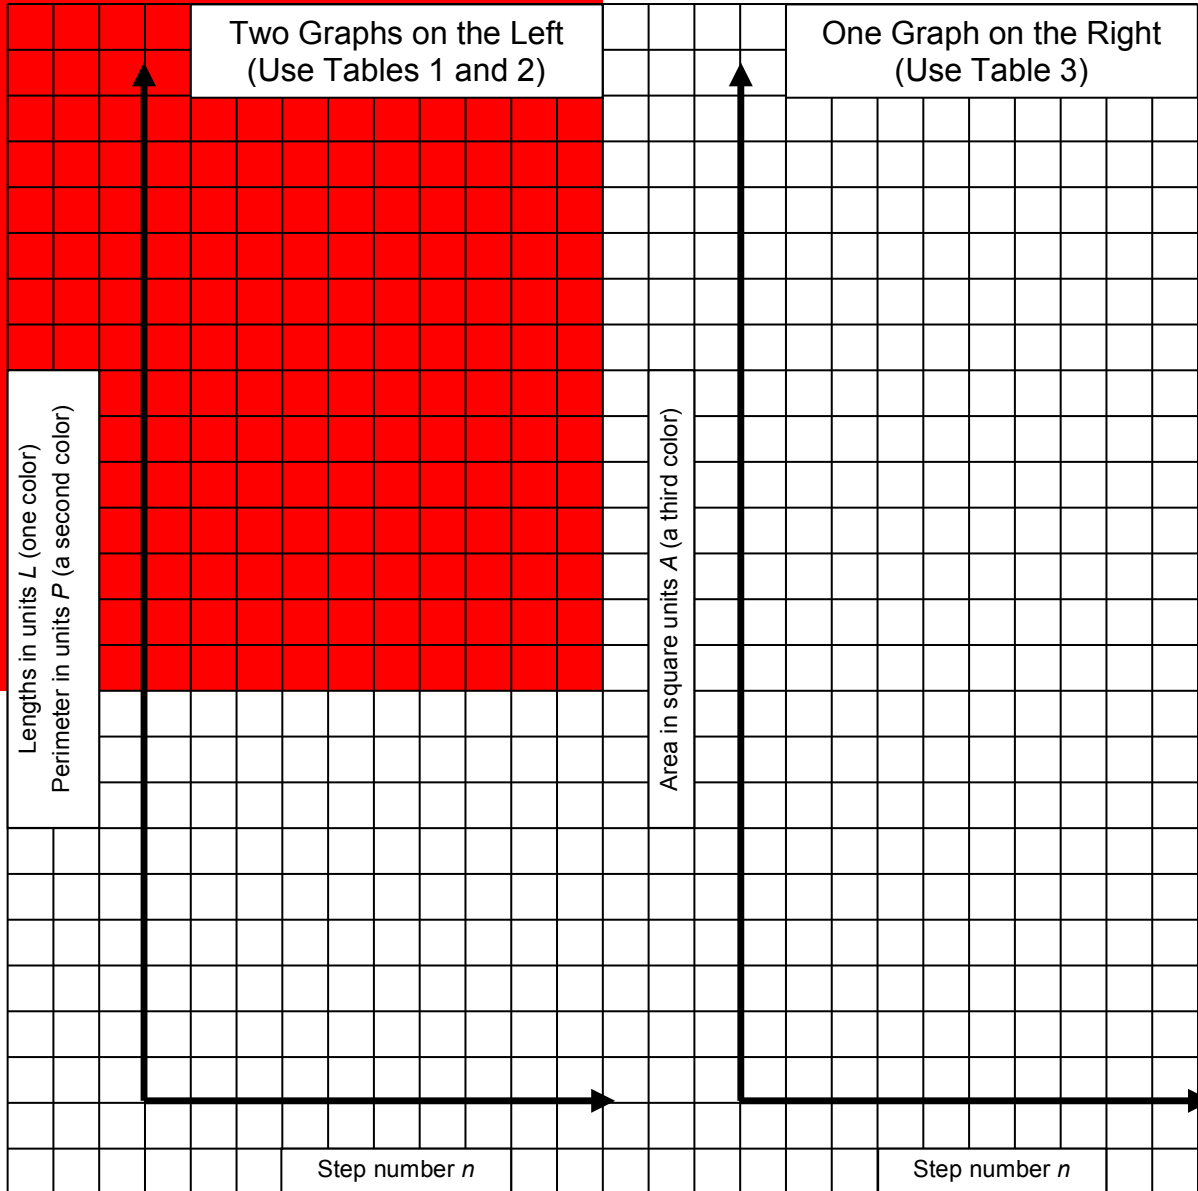 Two Graphs on the Left
(Use Tables 1 and 2)
One Graph on the Right
(Use Table 3)
Lengths in units L (one color)
Perimeter in units P (a second color)
Area in square units A (a third color)
Step number n
Step number n